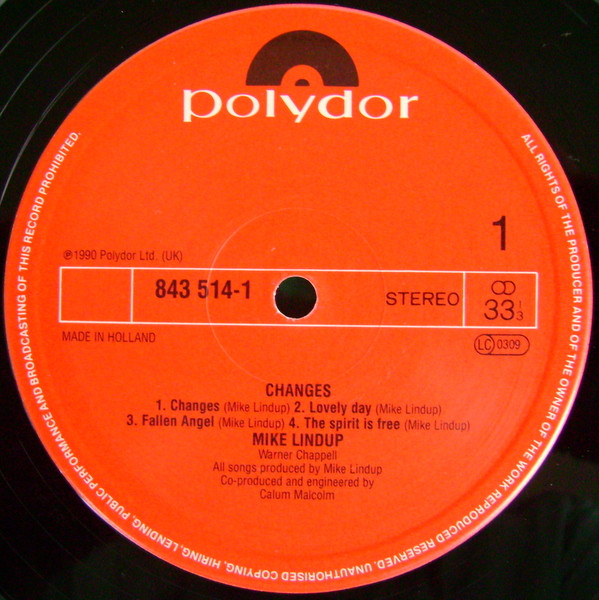 polydor
1
℗1990 Polydor Ltd. (UK)
843 514-1
STEREO
33 1/3
MADE IN HOLLAND
LC 0309
CHANGES
1. Changes (Mike Lindup) 2. Lovely day (Mike Lindup)
3. Fallen Angel (Mike Lindup) 4. The spirit is free (Mike Lindup)
MIKE LINDUP
Warner Chappell
All songs produced by Mike Lindup
Co-produced and engineered by
Calum Malcolm
ALL RIGHTS OF THE PRODUCER AND OF THE OWNER OF THE WORK REPRODUCED RESERVED. UNAUTHORISED COPYING, HIRING, LENDING, PUBLIC PERFORMANCE AND BROADCASTING OF THIS RECORD PROHIBITED.